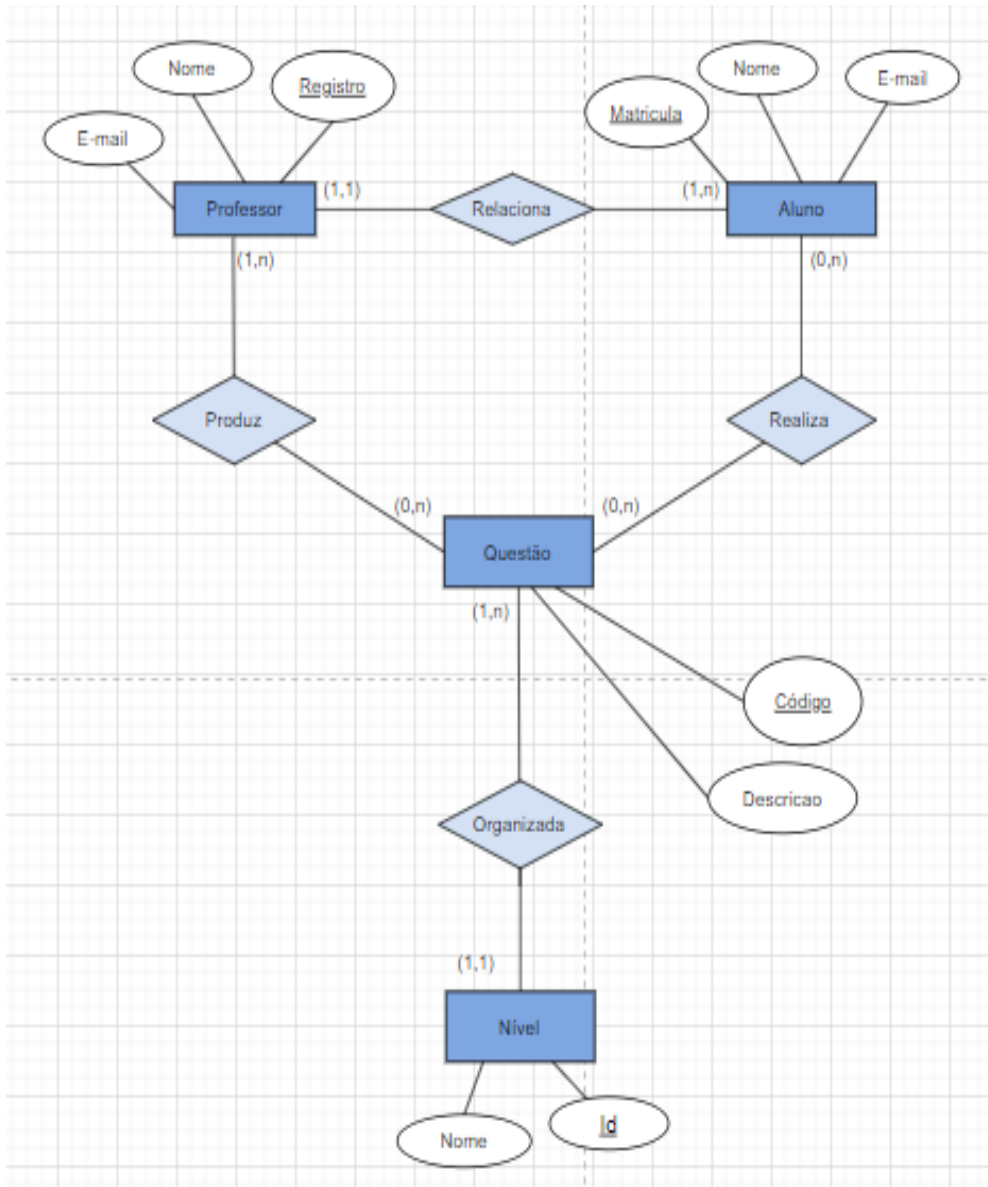 Nome
Nome
Registro
E-mail
Matrícula
E-mail
(1,1)
(1,n)
Professor
Relaciona
Aluno
(1,n)
(0,n)
Produz
Realiza
(0,n)
(0,n)
Questão
(1,n)
Código
Descricao
Organizada
(1,1)
Nível
Id
Nome